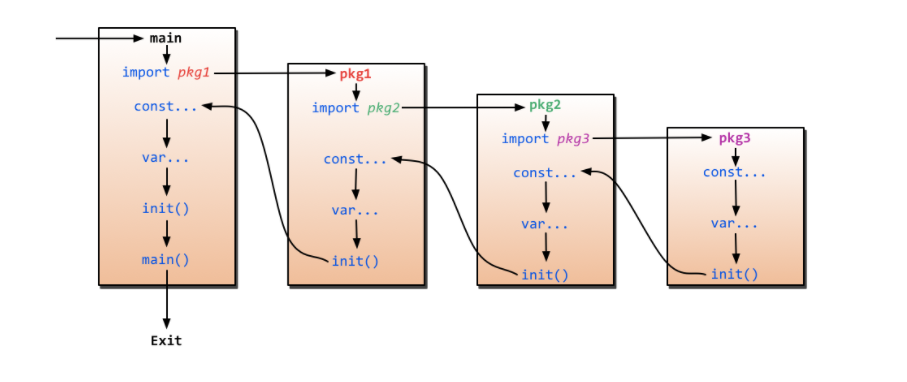 main
import pkg1
const...
var...
init()
main()
Exit
pkg1
import pkg2
const...
var...
init()
pkg2
import pkg3
const...
var...
init()
pkg3
const...
var...
init()